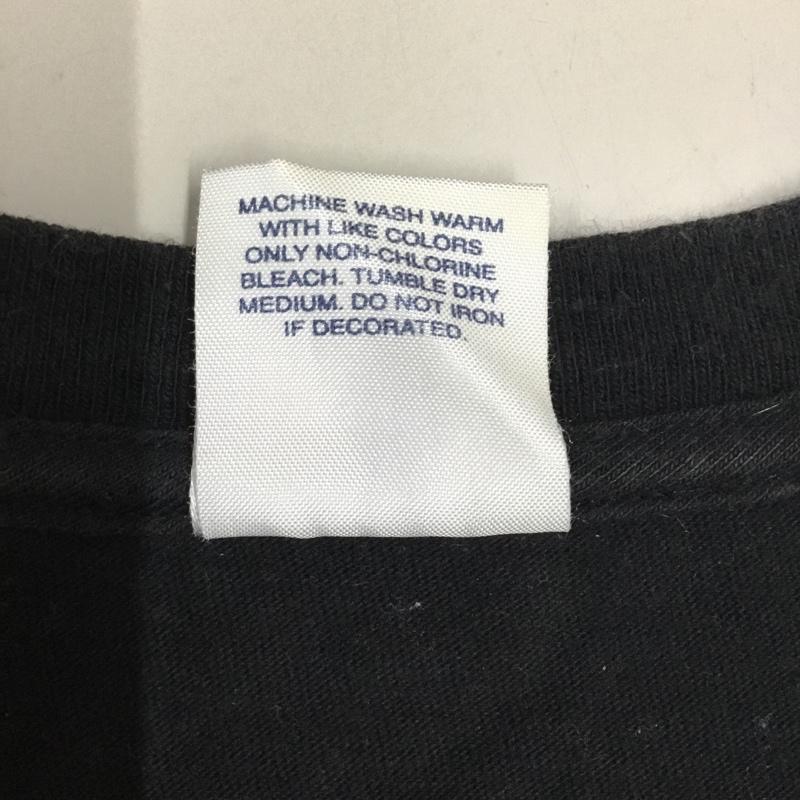 MACHINE WASH WARM
WITH LIKE COLORS
ONLY NON-CHLORINE
BLEACH. TUMBLE DRY
MEDIUM. DO NOT IRON
IF DECORATED.